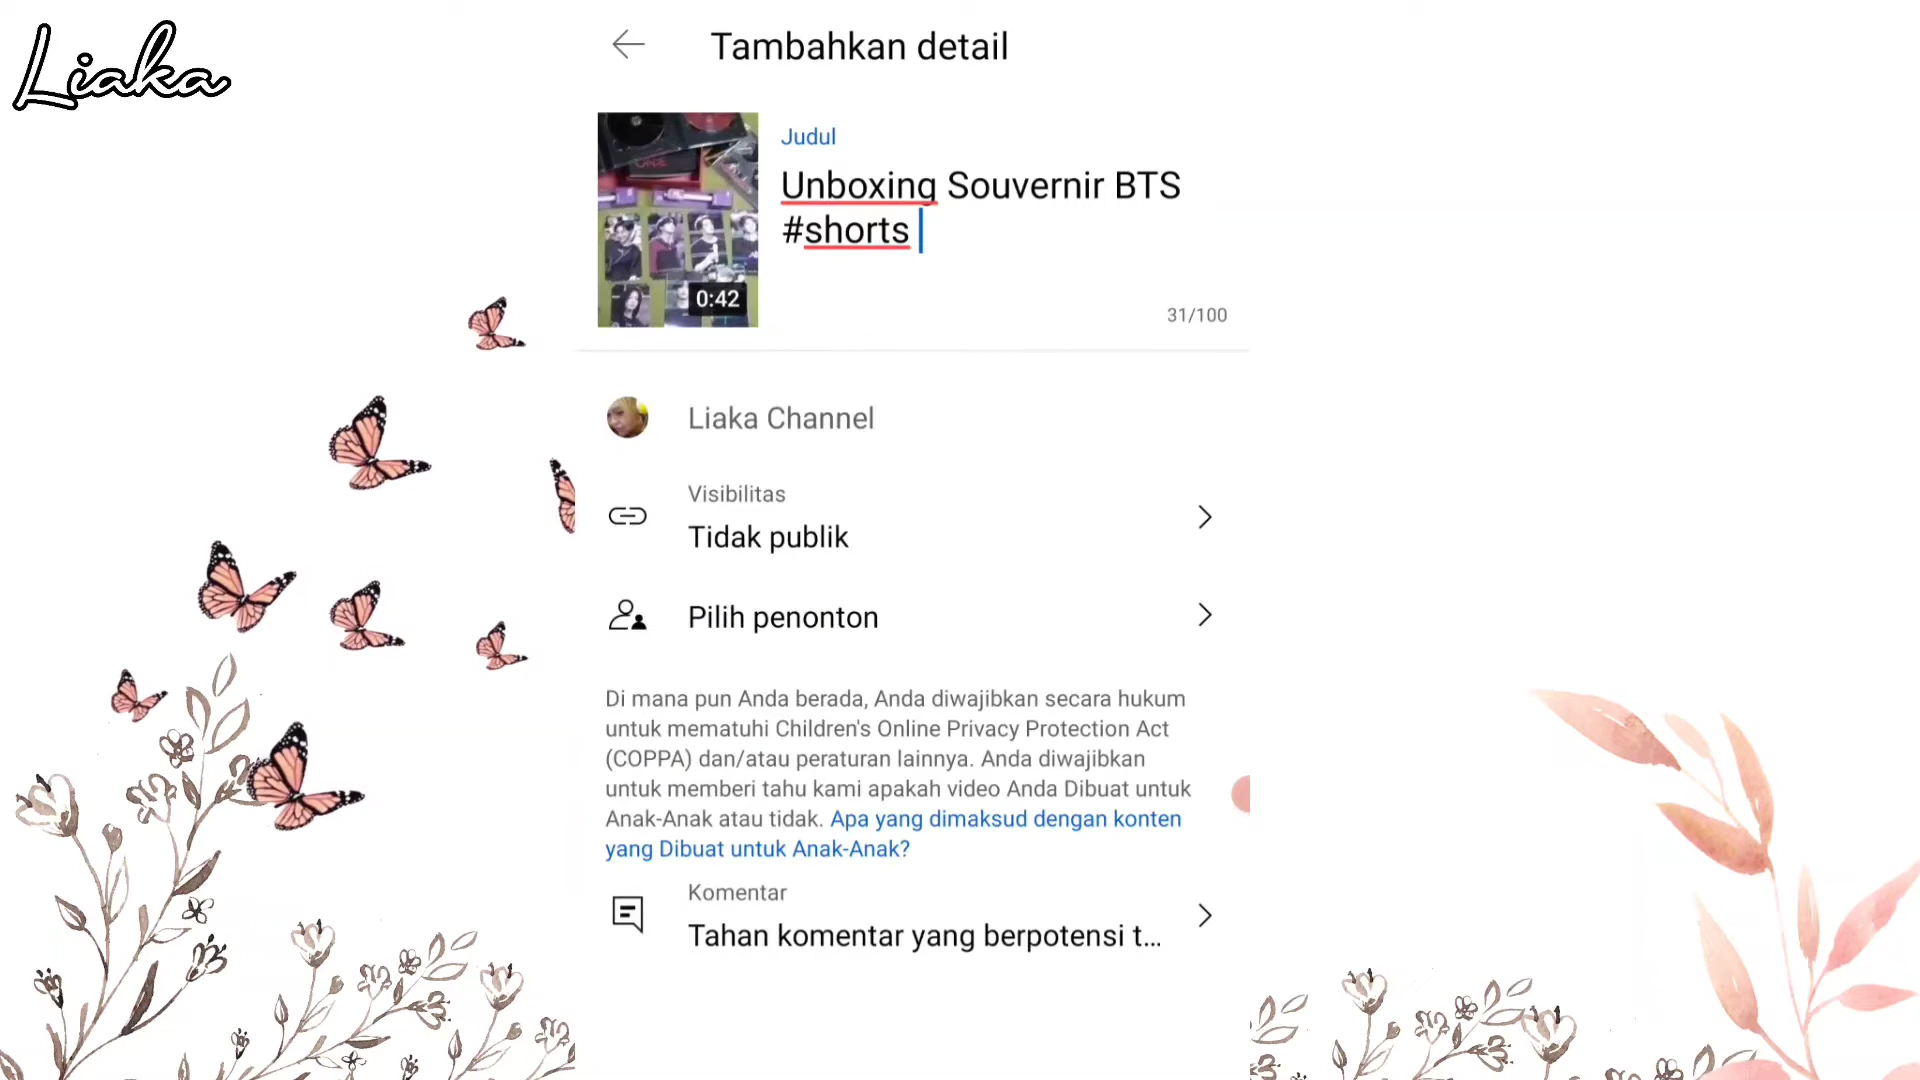 Liaka
Tambahkan detail
Judul
Unboxing Souvernir BTS
#shorts
0:42
31/100
Liaka Channel
Visibilitas
Tidak publik
Pilih penonton
Di mana pun Anda berada, Anda diwajibkan secara hukum
untuk mematuhi Children's Online Privacy Protection Act
(COPPA) dan/atau peraturan lainnya. Anda diwajibkan
untuk memberi tahu kami apakah video Anda Dibuat untuk
Anak-Anak atau tidak. Apa yang dimaksud dengan konten
yang Dibuat untuk Anak-Anak?
Komentar
Tahan komentar yang berpotensi t...